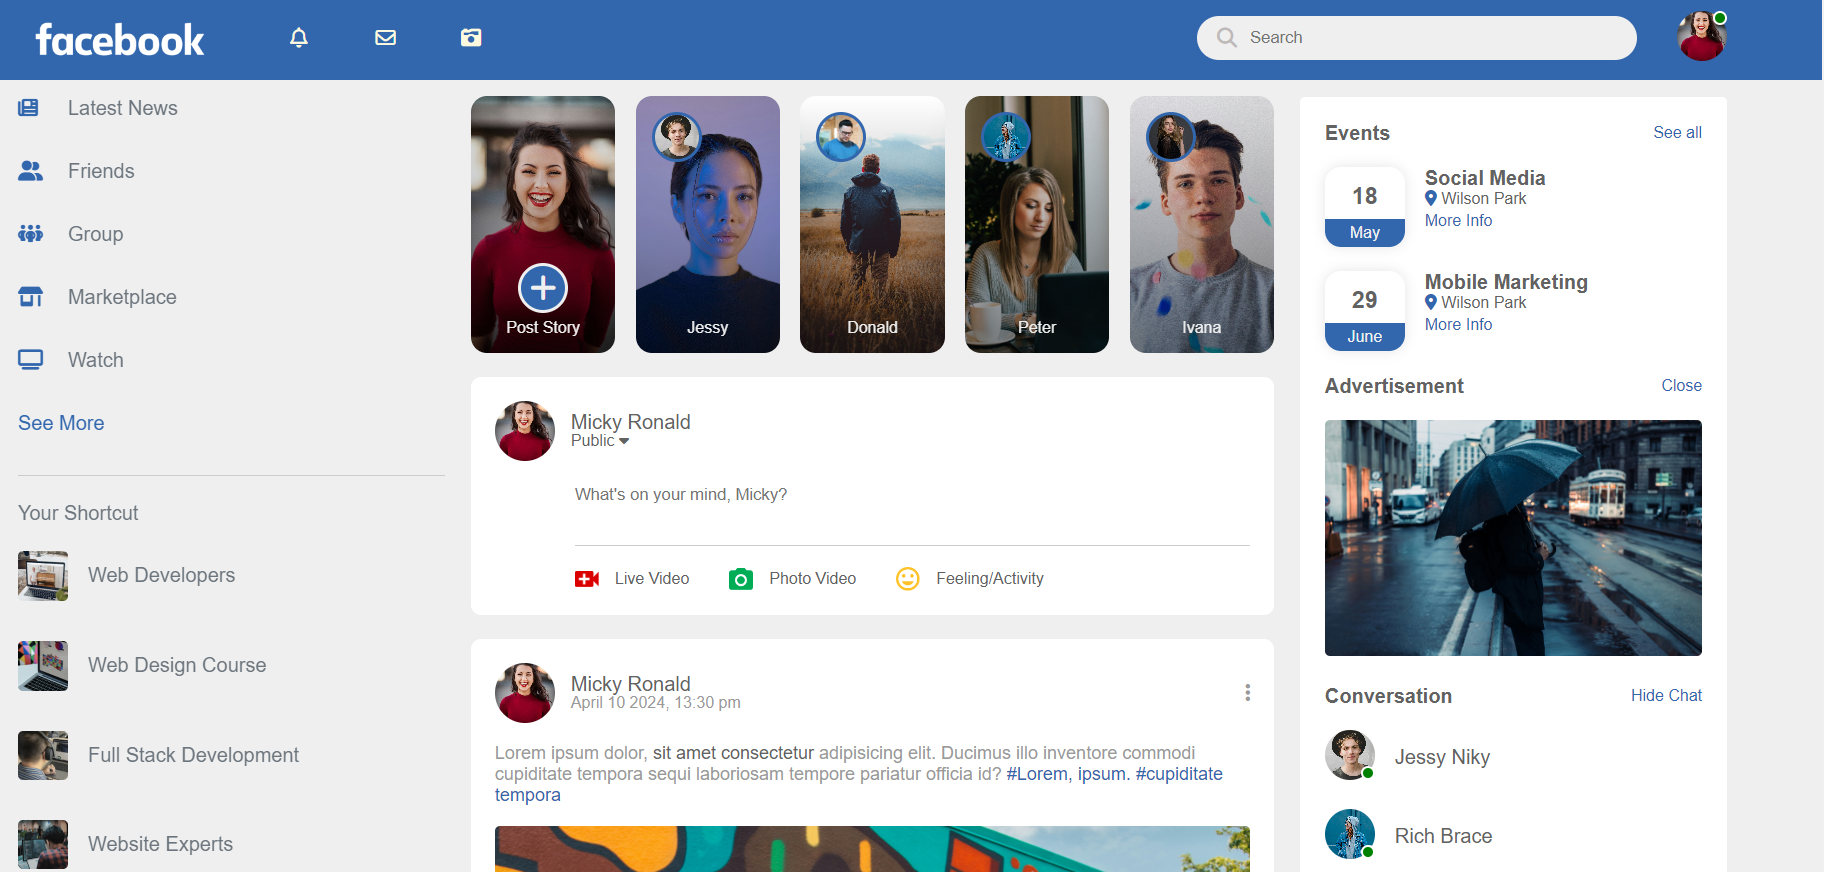 facebook
Search
Latest News
Friends
Group
Marketplace
Watch
See More
Your Shortcut
Web Developers
Web Design Course
Full Stack Development
Website Experts
Post Story
Jessy
Donald
Peter
Ivana
Micky Ronald
Public
What's on your mind, Micky?
Live Video
Photo Video
Feeling/Activity
Micky Ronald
April 10 2024, 13:30 pm
Lorem ipsum dolor, sit amet consectetur adipisicing elit. Ducimus illo inventore commodi
cupiditate tempora sequi laboriosam tempore pariatur officia id? #Lorem, ipsum. #cupiditate
tempora
Events
See all
18
May
Social Media
Wilson Park
More Info
29
June
Mobile Marketing
Wilson Park
More Info
Advertisement
Close
Conversation
Hide Chat
Jessy Niky
Rich Brace